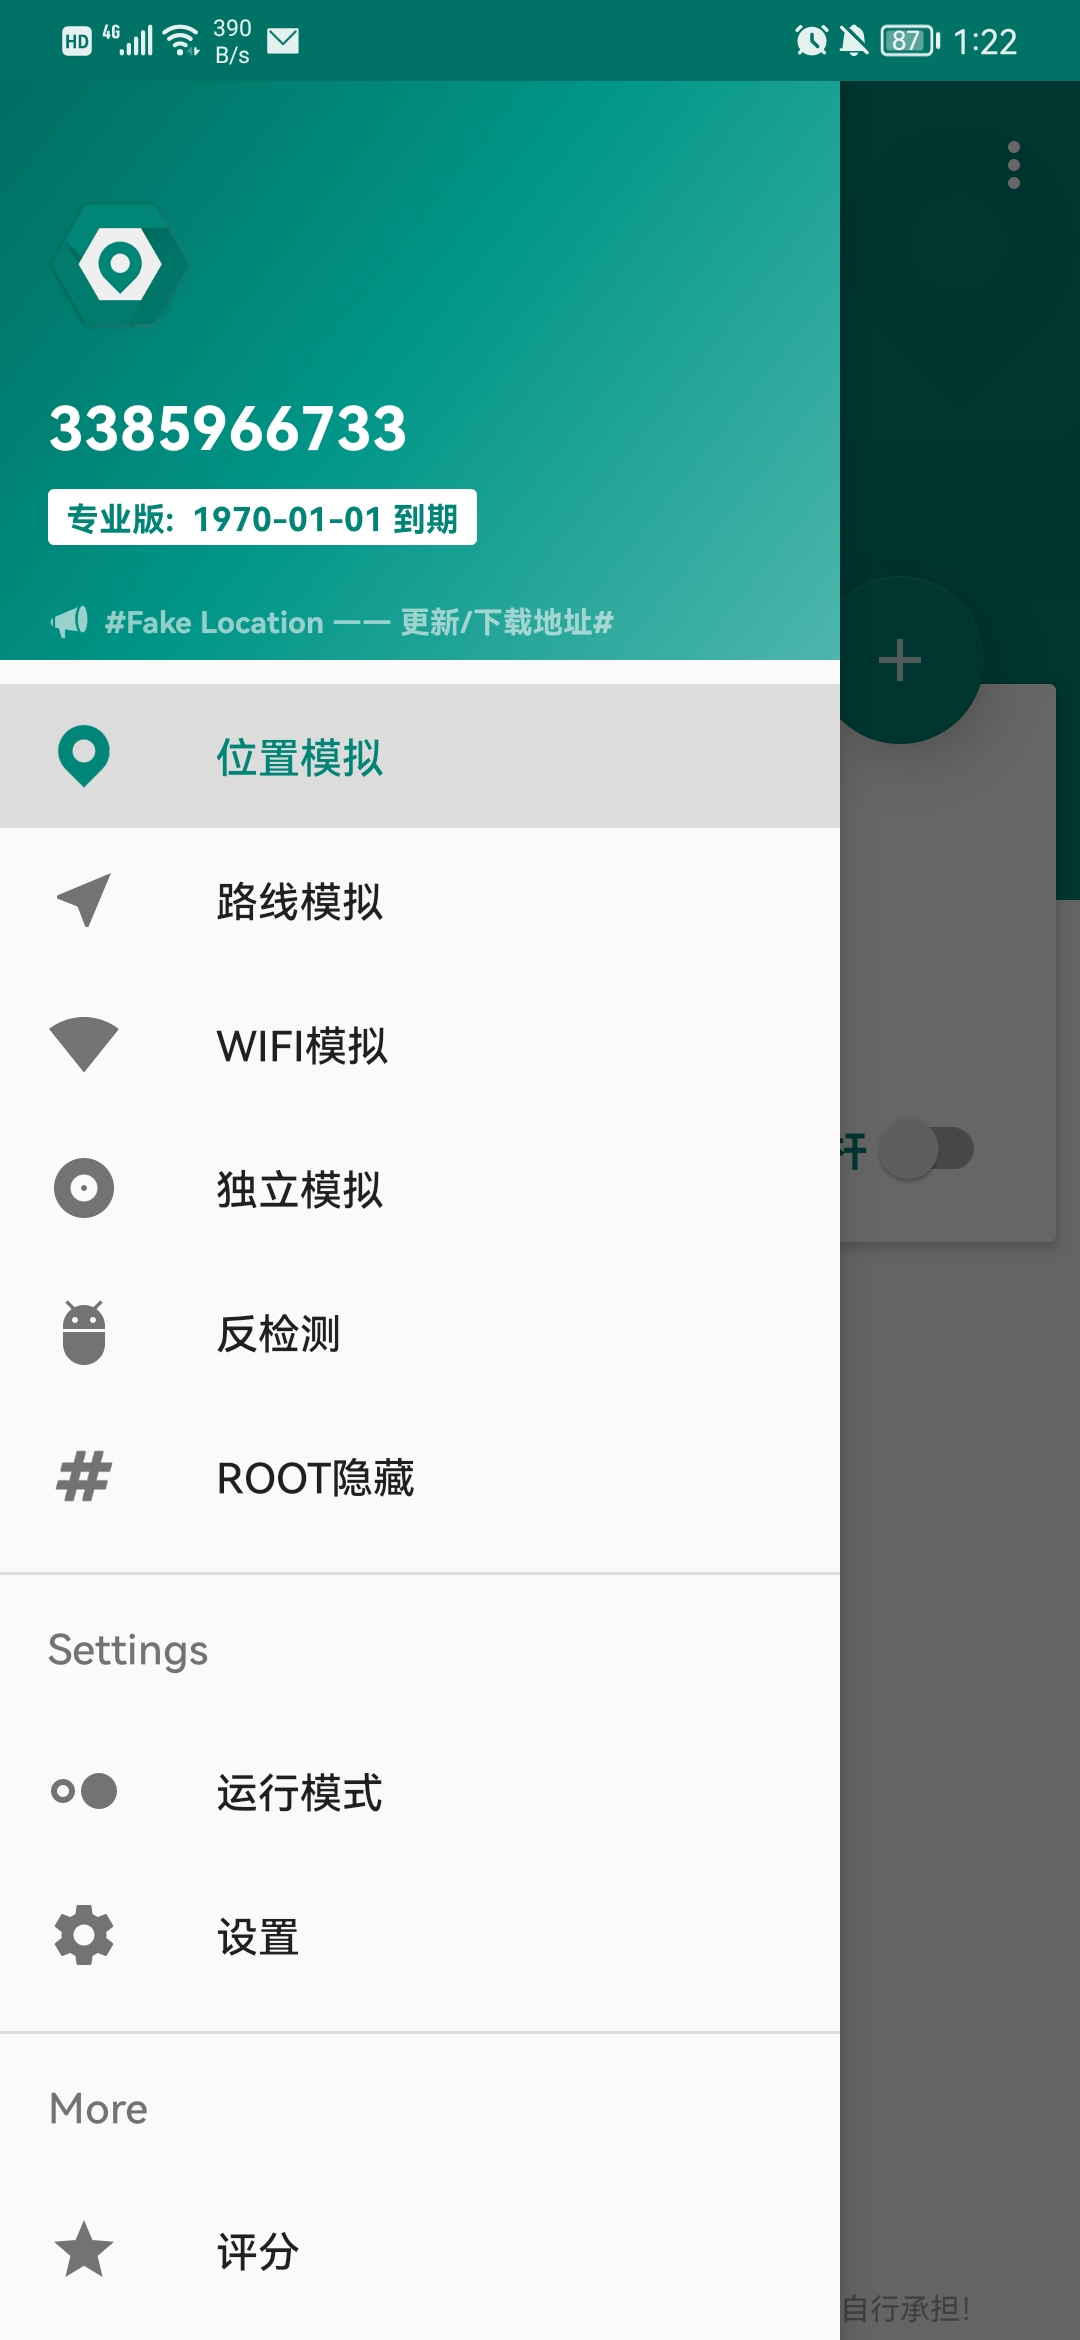 HD 4G 390 B/s 87 1:22
3385966733
专业版: 1970-01-01 到期
#Fake Location 一一 更新/下载地址#
位置模拟
路线模拟
WIFI模拟
独立模拟
反检测
ROOT隐藏
Settings
运行模式
设置
More
评分
自行承担!